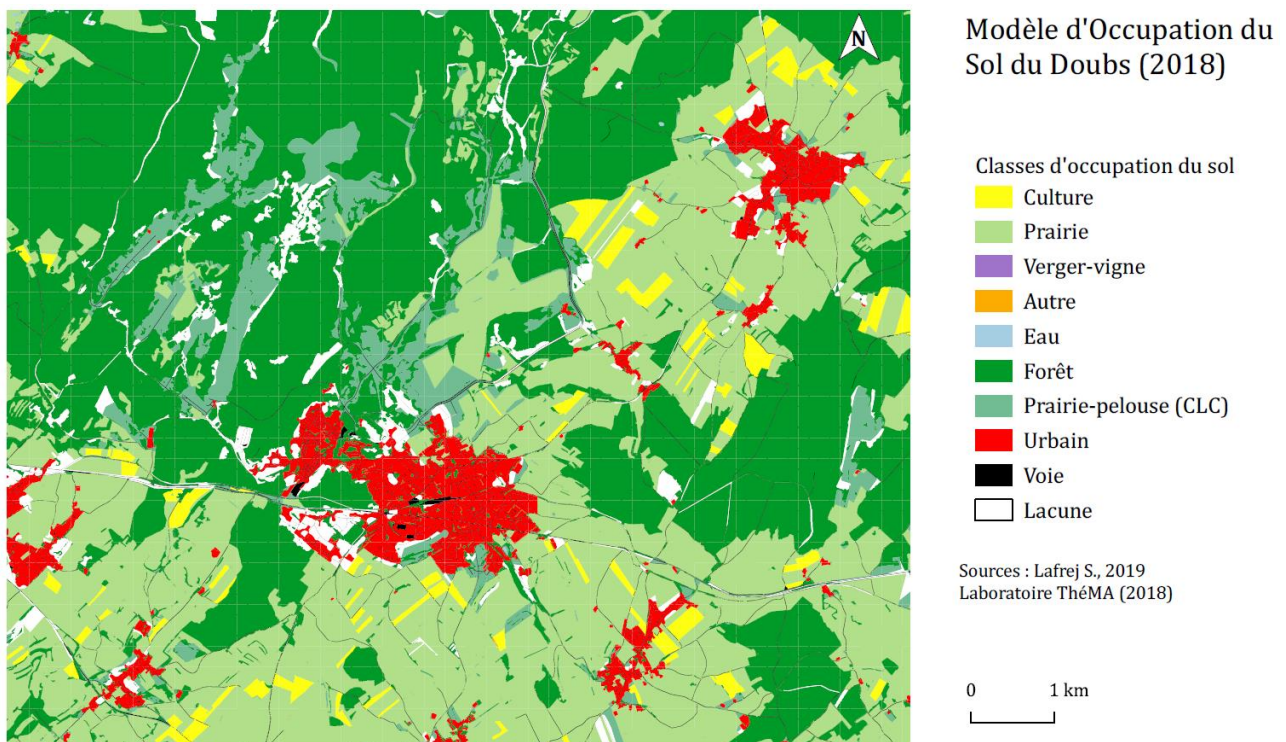 N
Modèle d'Occupation du
Sol du Doubs (2018)
Classes d'occupation du sol
Culture
Prairie
Verger-vigne
Autre
Eau
Forêt
Prairie-pelouse (CLC)
Urbain
Voie
Lacune
Sources : Lafrej S., 2019
Laboratoire ThéMA (2018)
0 1 km